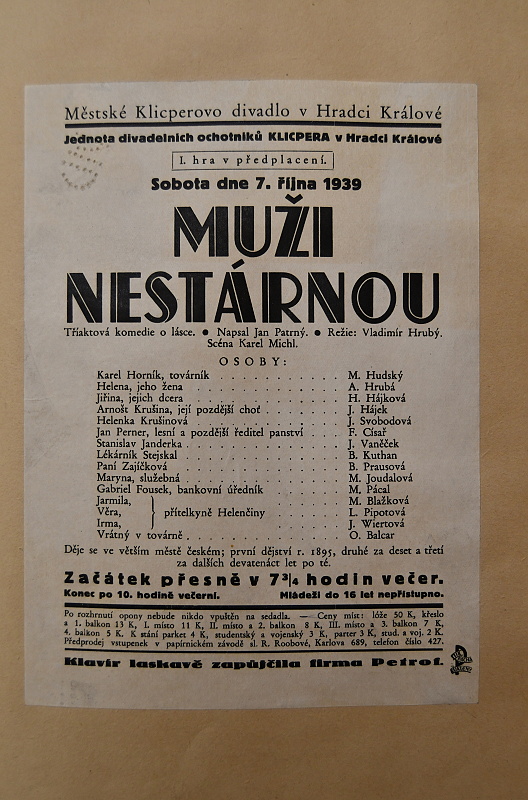 Městské Klicperovo divadlo v Hradci Králové
Jednota divadelních ochotníků KLICPERA v Hradci Králové
I. hra v předplacení.
Sobota dne 7. října 1939
MUŽI
NESTÁRNOU
Tříaktová komedie o lásce. ● Napsal Jan Patrný. ● Režie: Vladimír Hrubý.
Scéna Karel Michl.
OSOBY:
Karel Horník, továrník . . . . . . . . . . . . M. Hudský
Helena, jeho žena . . . . . . . . . . . . A. Hrubá
Jiřina, jejich dcera . . . . . . . . . . . . H. Hájková
Arnošt Krušina, její pozdější choť . . . . . . . J. Hájek
Helenka Krušinová . . . . . . . . . . . . J. Svobodová
Jan Perner, lesní a pozdější ředitel panství . . . F. Císař
Stanislav Janderka . . . . . . . . . . . . J. Vaněček
Lékárník Stejskal . . . . . . . . . . . . B. Kuthan
Paní Zajíčková . . . . . . . . . . . . B. Prausová
Maryna, služebná . . . . . . . . . . . . M. Joudalová
Gabriel Fousek, bankovní úředník . . . . . . . M. Pácal
Jarmila, M. Blažková
Věra, } přítelkyně Helenčiny . . . . L. Pipotová
Irma, J. Wiertová
Vrátný v továrně . . . . . . . . . . . . O. Balcar
Děje se ve větším městě českém; první dějství r. 1895, druhé za deset a třetí
za dalších devatenáct let po té.
Začátek přesně v 7¾ hodin večer.
Konec po 10. hodině večerní. Mládeži do 16 let nepřístupno.
Po rozhrnutí opony nebude nikdo vpuštěn na sedadla. — Ceny míst: lóže 50 K, křeslo
a 1. balkon 13 K, I. místo 11 K, II. místo a 2. balkon 8 K, III. místo a 3. balkon 7 K,
4. balkon 5 K, K stání parket 4 K, studentský a vojenský 3 K, parter 3 K, stud. a voj. 2 K.
Předprodej vstupenek v papírnickém závodě sl. R. Roobové, Karlova 689, telefon číslo 427.
Klavír laskavě zapůjčila firma Petrof.